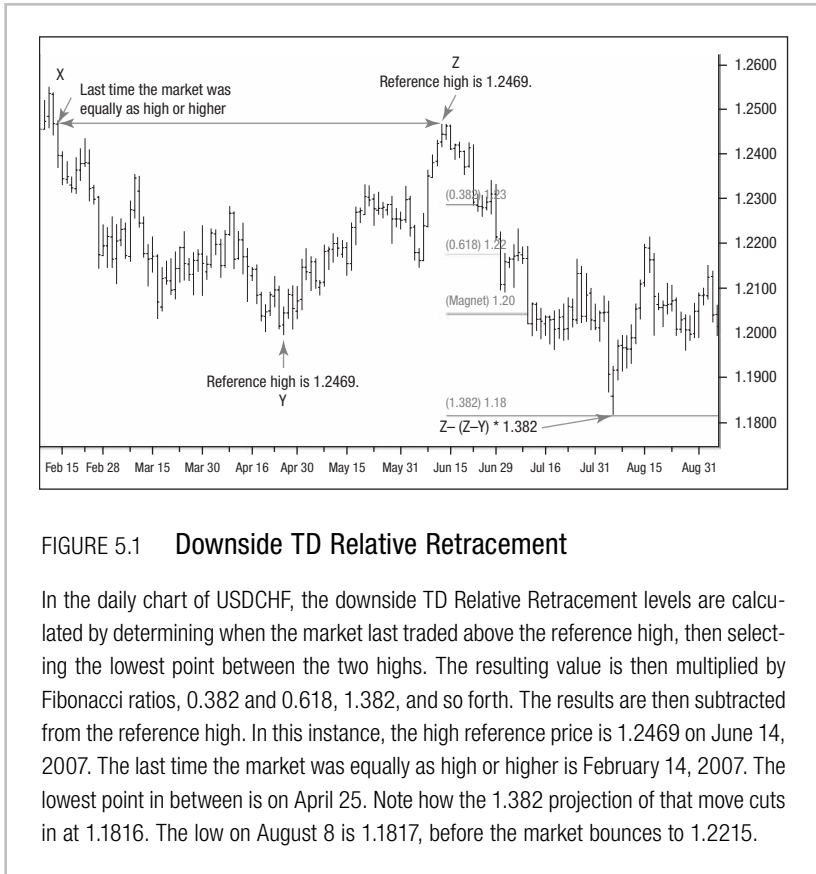 X
Last time the market was
equally as high or higher
Z
Reference high is 1.2469.
1.2600
1.2500
1.2400
1.2300
1.2200
1.2100
1.2000
1.1900
1.1800
(0.382) 1.23
(0.618) 1.22
(Magnet) 1.20
(1.382) 1.18
Reference high is 1.2469.
Y
Z– (Z–Y) * 1.382
Feb 15 Feb 28 Mar 15 Mar 30 Apr 16 Apr 30 May 15 May 31 Jun 15 Jun 29 Jul 16 Jul 31 Aug 15 Aug 31
FIGURE 5.1 Downside TD Relative Retracement
In the daily chart of USDCHF, the downside TD Relative Retracement levels are calcu-
lated by determining when the market last traded above the reference high, then select-
ing the lowest point between the two highs. The resulting value is then multiplied by
Fibonacci ratios, 0.382 and 0.618, 1.382, and so forth. The results are then subtracted
from the reference high. In this instance, the high reference price is 1.2469 on June 14,
2007. The last time the market was equally as high or higher is February 14, 2007. The
lowest point in between is on April 25. Note how the 1.382 projection of that move cuts
in at 1.1816. The low on August 8 is 1.1817, before the market bounces to 1.2215.